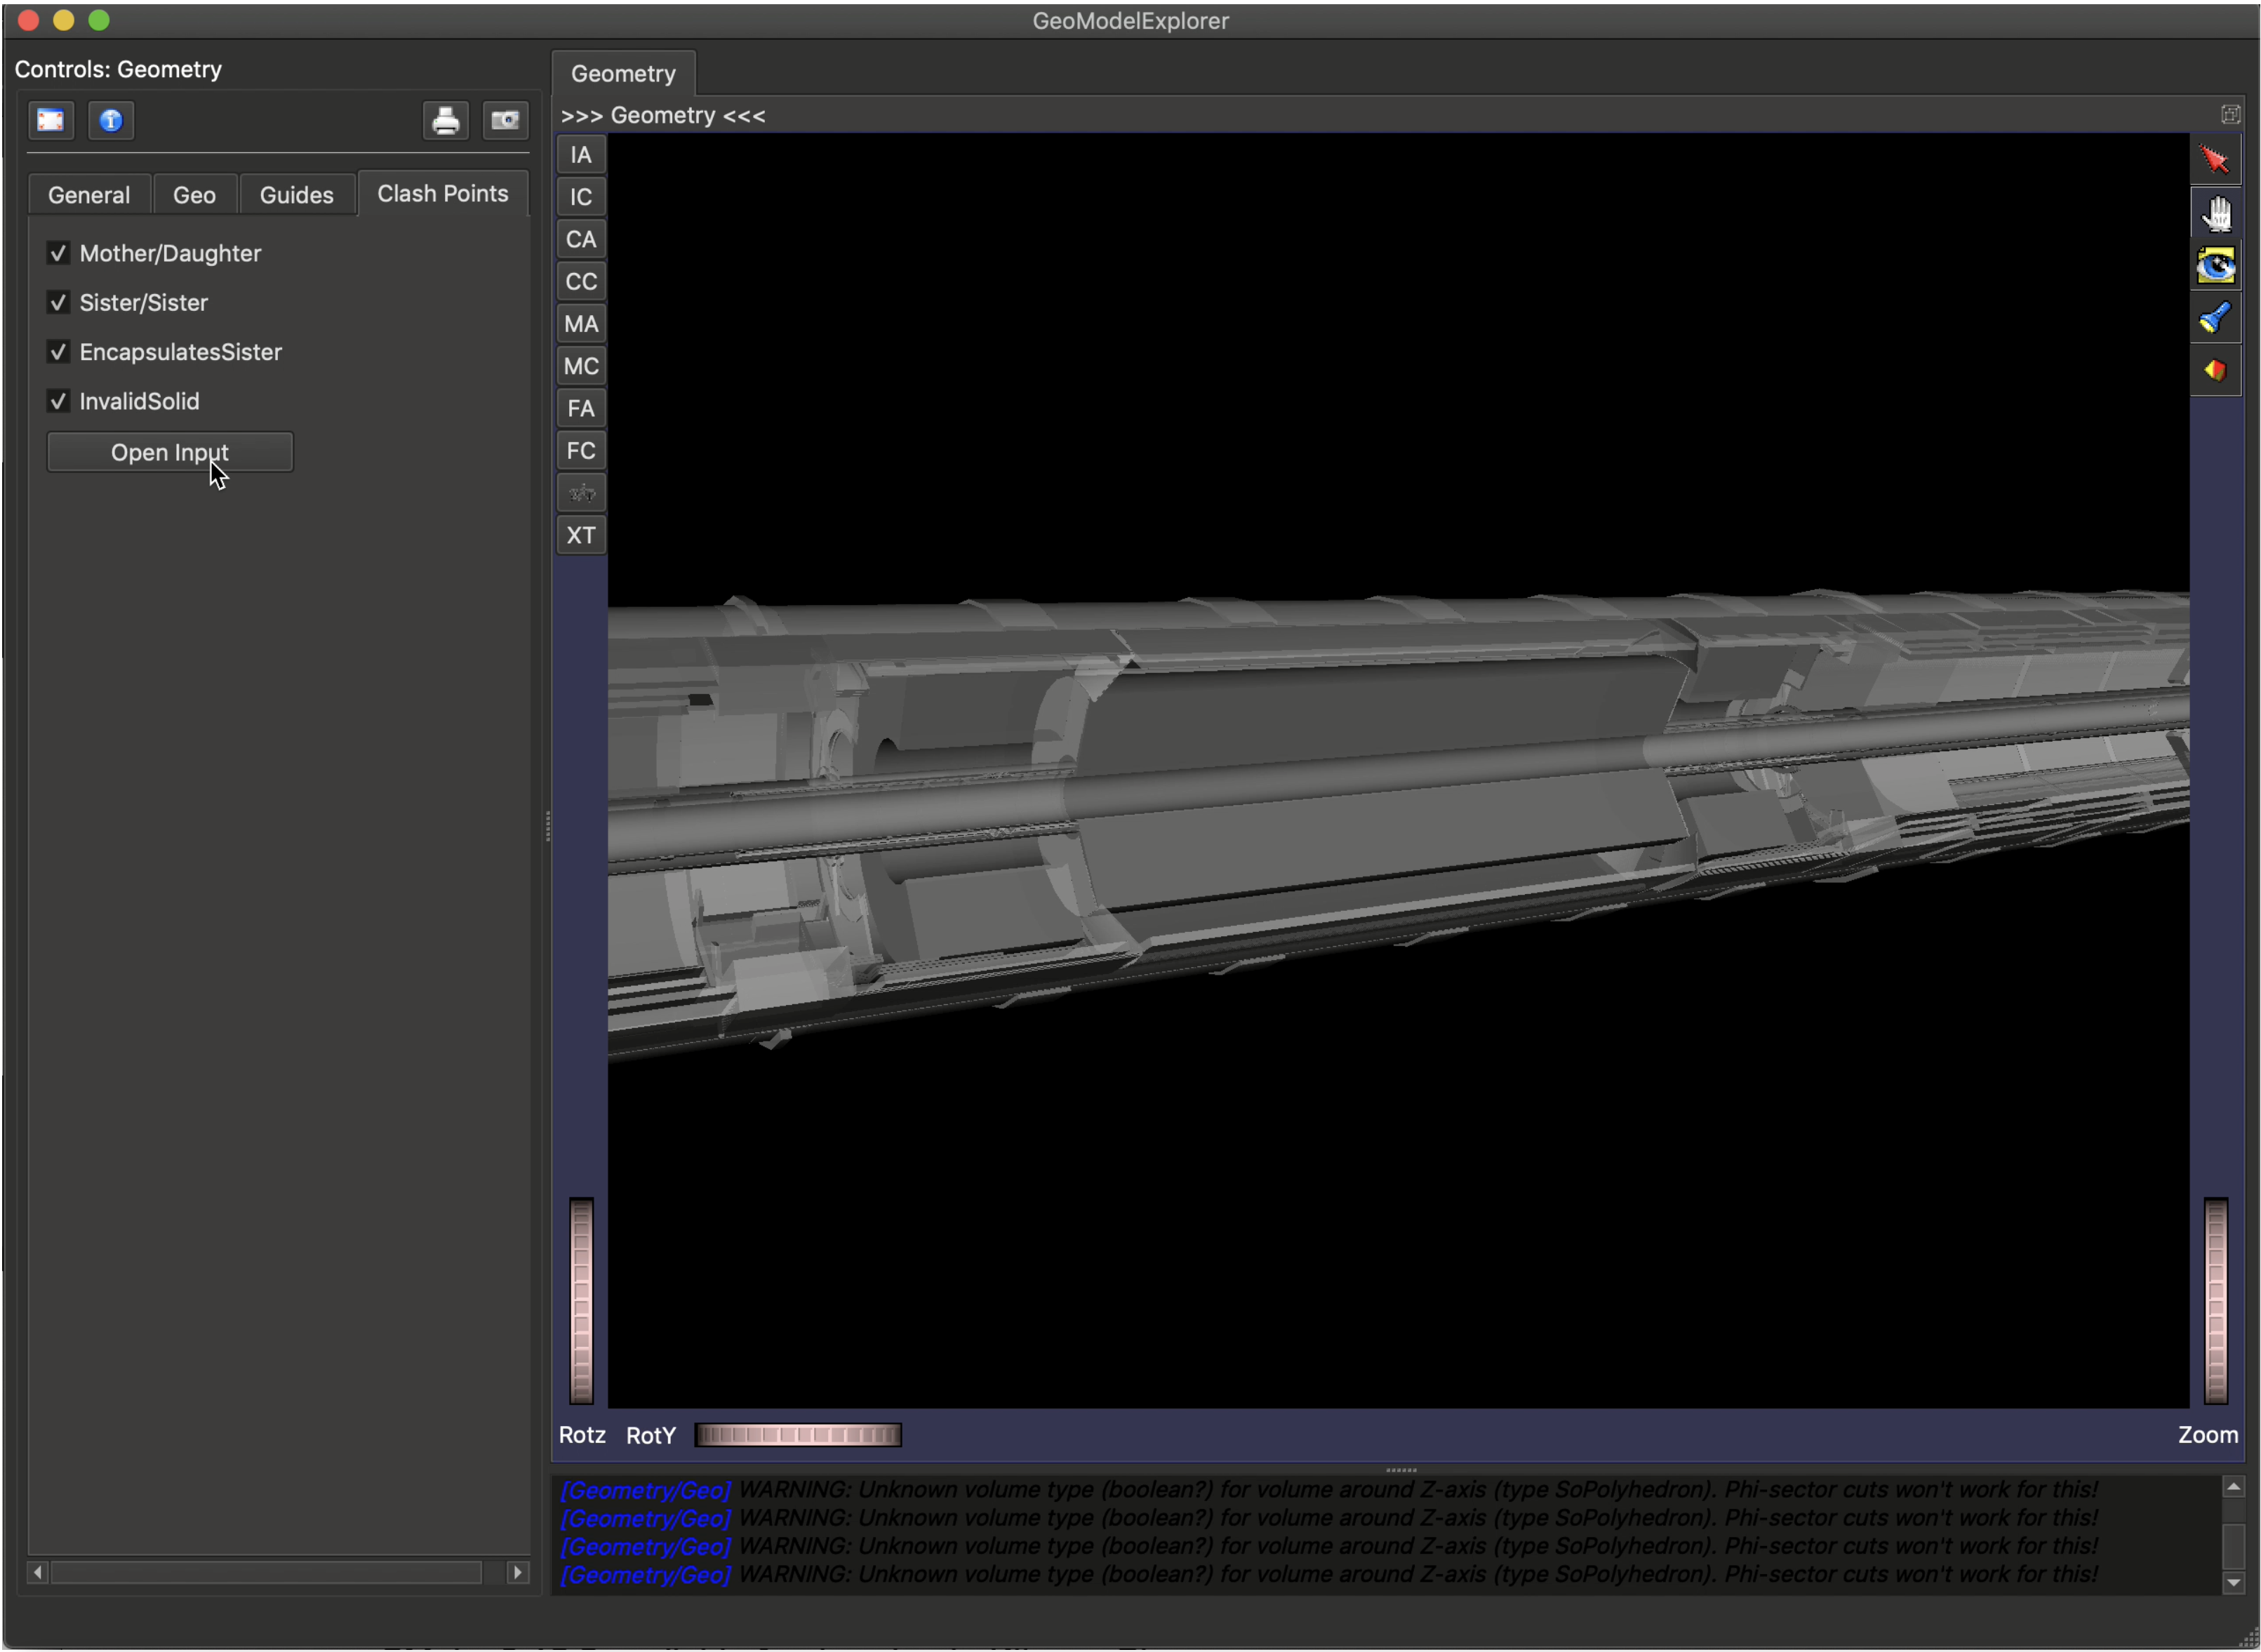 GeoModelExplorer
Controls: Geometry
General Geo Guides Clash Points
Mother/Daughter
Sister/Sister
EncapsulatesSister
InvalidSolid
Open Input
Geometry
>>> Geometry <<<
IA
IC
CA
CC
MA
MC
FA
FC
XT
Rotz RotY Zoom
[Geometry/Geo] WARNING: Unknown volume type (boolean?) for volume around Z-axis (type SoPolyhedron). Phi-sector cuts won't work for this!
[Geometry/Geo] WARNING: Unknown volume type (boolean?) for volume around Z-axis (type SoPolyhedron). Phi-sector cuts won't work for this!
[Geometry/Geo] WARNING: Unknown volume type (boolean?) for volume around Z-axis (type SoPolyhedron). Phi-sector cuts won't work for this!
[Geometry/Geo] WARNING: Unknown volume type (boolean?) for volume around Z-axis (type SoPolyhedron). Phi-sector cuts won't work for this!